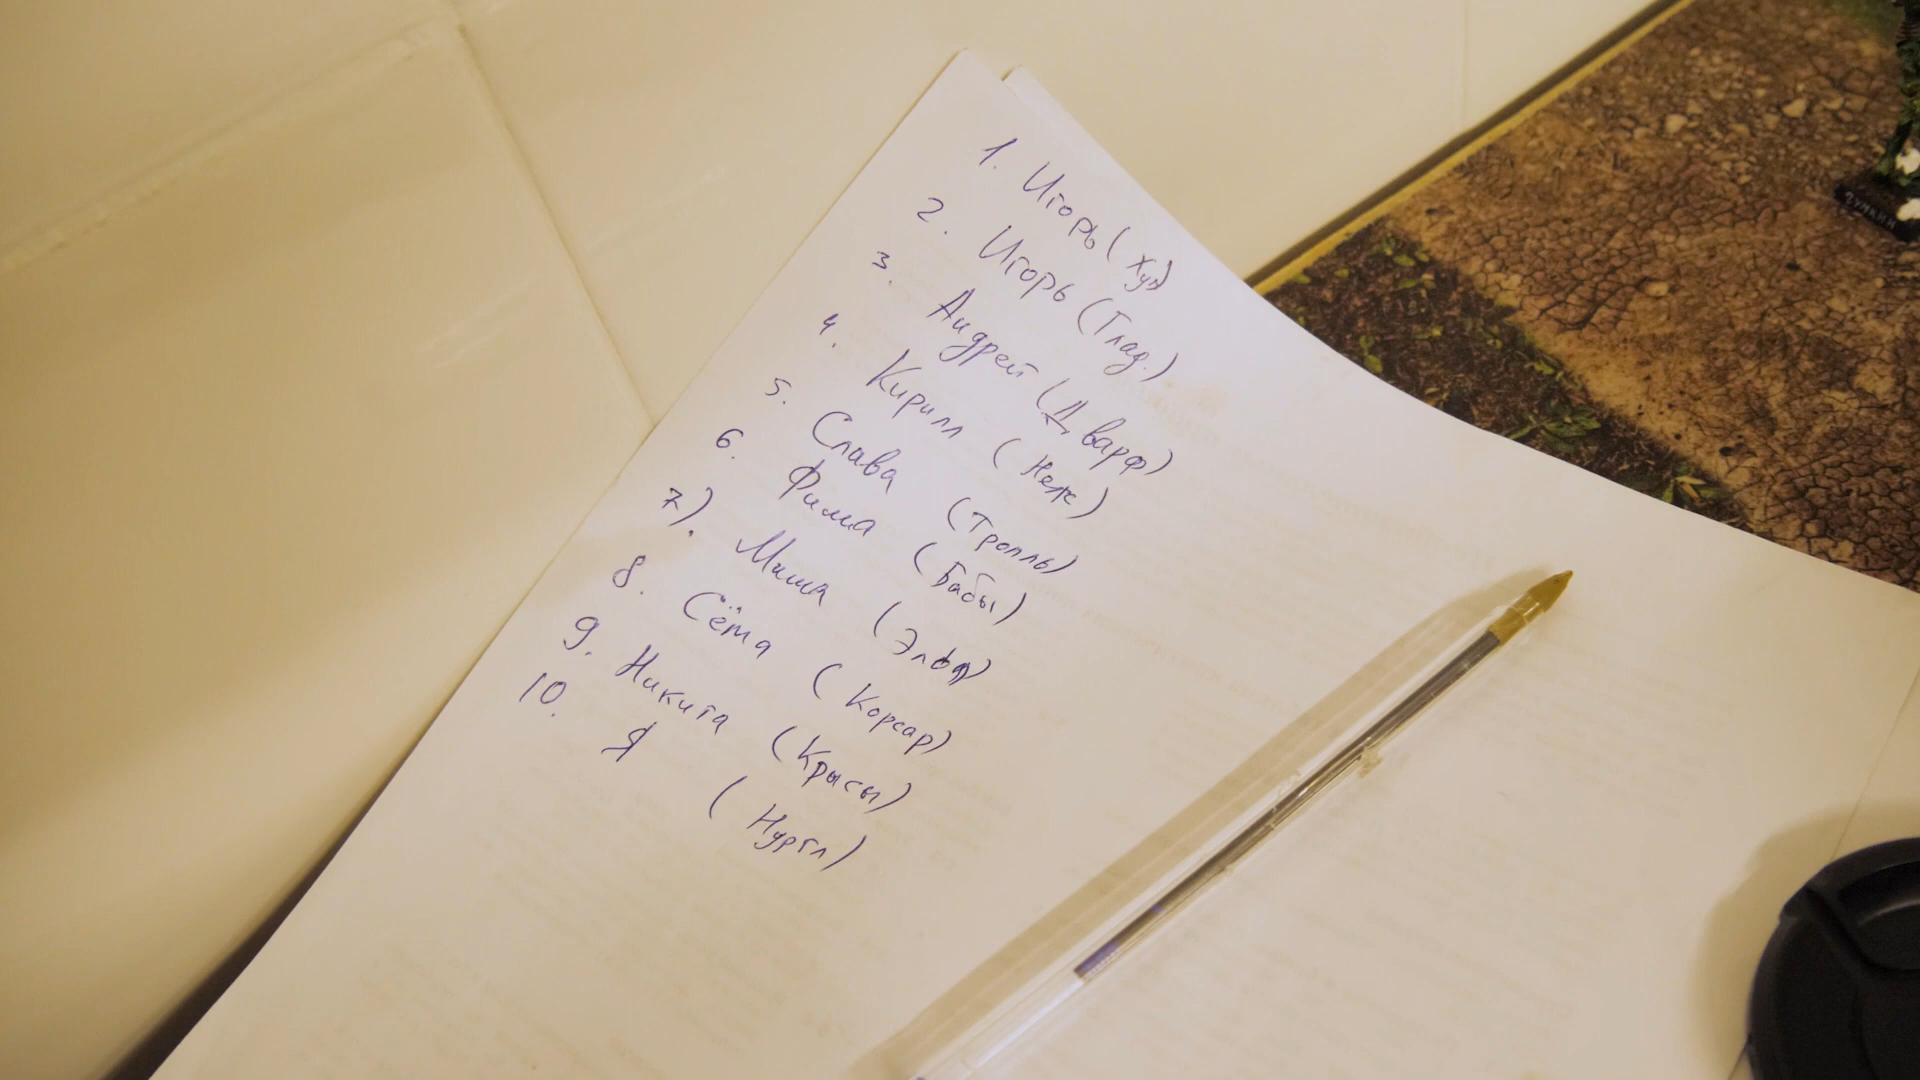 1. Игорь (Худ)
2. Игорь (Глад.)
3. Андрей (Дварф)
4. Кирилл (Неж)
5. Слава (Тролль)
6. Фима (Бабы)
7). Миша (Эльф)
8. Сёма (Корсар)
9. Никита (Крысы)
10. Я (Нургл)